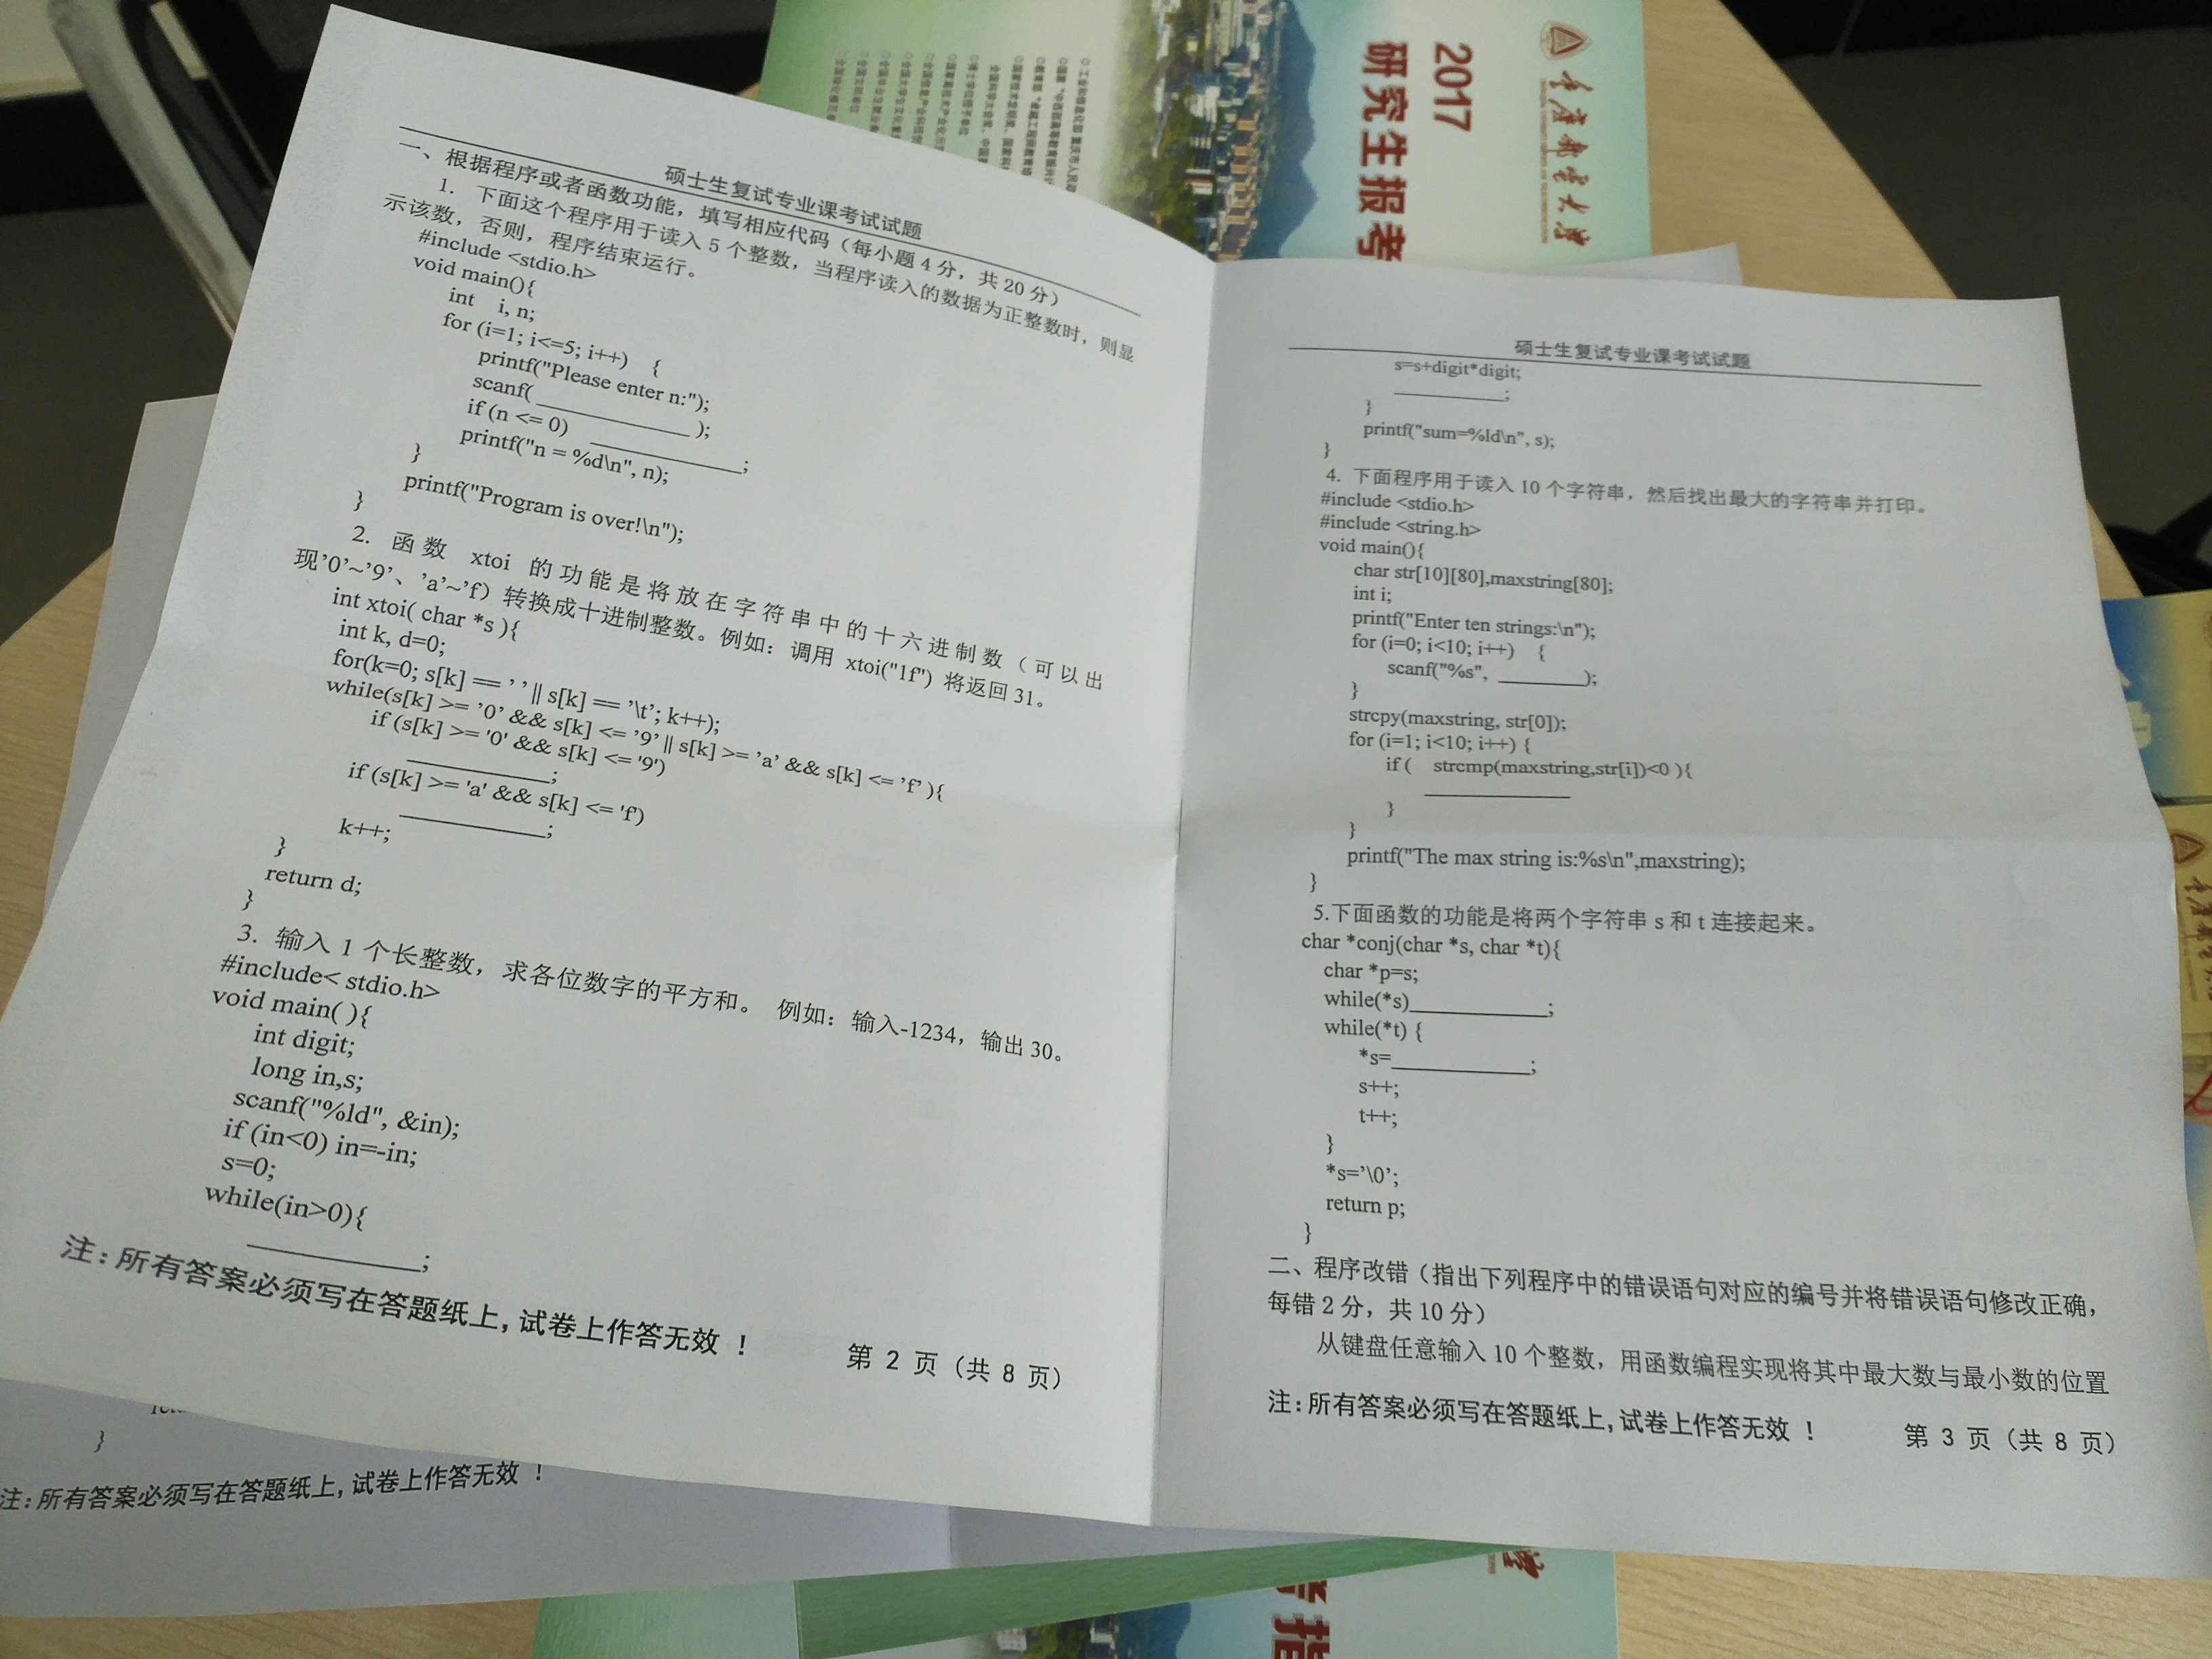 硕士生复试专业课考试试题
一、根据程序或者函数功能，填写相应代码（每小题 4 分，共 20 分）
1. 下面这个程序用于读入 5 个整数，当程序读入的数据为正整数时，则显
示该数，否则，程序结束运行。
#include <stdio.h>
void main(){
int i, n;
for (i=1; i<=5; i++) {
printf("Please enter n:");
scanf( ____________ );
if (n <= 0) ____________;
printf("n = %d\n", n);
}
printf("Program is over!\n");
}
2. 函数 xtoi 的功能是将放在字符串中的十六进制数（可以出
现’0’~’9’、’a’~’f）转换成十进制整数。例如：调用 xtoi("1f") 将返回 31。
int xtoi( char *s ){
int k, d=0;
for(k=0; s[k] == ’ ’ || s[k] == ’\t’; k++);
while(s[k] >= ’0’ && s[k] <= ’9’ || s[k] >= ’a’ && s[k] <= ’f’ ){
if (s[k] >= '0' && s[k] <= '9')
____________;
if (s[k] >= 'a' && s[k] <= 'f')
____________;
k++;
}
return d;
}
3. 输入 1 个长整数，求各位数字的平方和。 例如：输入-1234，输出 30。
#include< stdio.h>
void main( ){
int digit;
long in,s;
scanf("%ld", &in);
if (in<0) in=-in;
s=0;
while(in>0){
____________;
注：所有答案必须写在答题纸上，试卷上作答无效 ！
第 2 页（共 8 页）
硕士生复试专业课考试试题
s=s+digit*digit;
____________;
}
printf("sum=%ld\n", s);
}
4. 下面程序用于读入 10 个字符串，然后找出最大的字符串并打印。
#include <stdio.h>
#include <string.h>
void main(){
char str[10][80],maxstring[80];
int i;
printf("Enter ten strings:\n");
for (i=0; i<10; i++) {
scanf("%s", ________);
}
strcpy(maxstring, str[0]);
for (i=1; i<10; i++) {
if ( strcmp(maxstring,str[i])<0 ){
____________
}
}
printf("The max string is:%s\n",maxstring);
}
5.下面函数的功能是将两个字符串 s 和 t 连接起来。
char *conj(char *s, char *t){
char *p=s;
while(*s)____________;
while(*t) {
*s=____________;
s++;
t++;
}
*s=’\0’;
return p;
}
二、程序改错（指出下列程序中的错误语句对应的编号并将错误语句修改正确，
每错 2 分，共 10 分）
从键盘任意输入 10 个整数，用函数编程实现将其中最大数与最小数的位置
注：所有答案必须写在答题纸上，试卷上作答无效 ！
第 3 页（共 8 页）
}
注：所有答案必须写在答题纸上，试卷上作答无效 ！
2017
研究生报考
重庆邮电大学